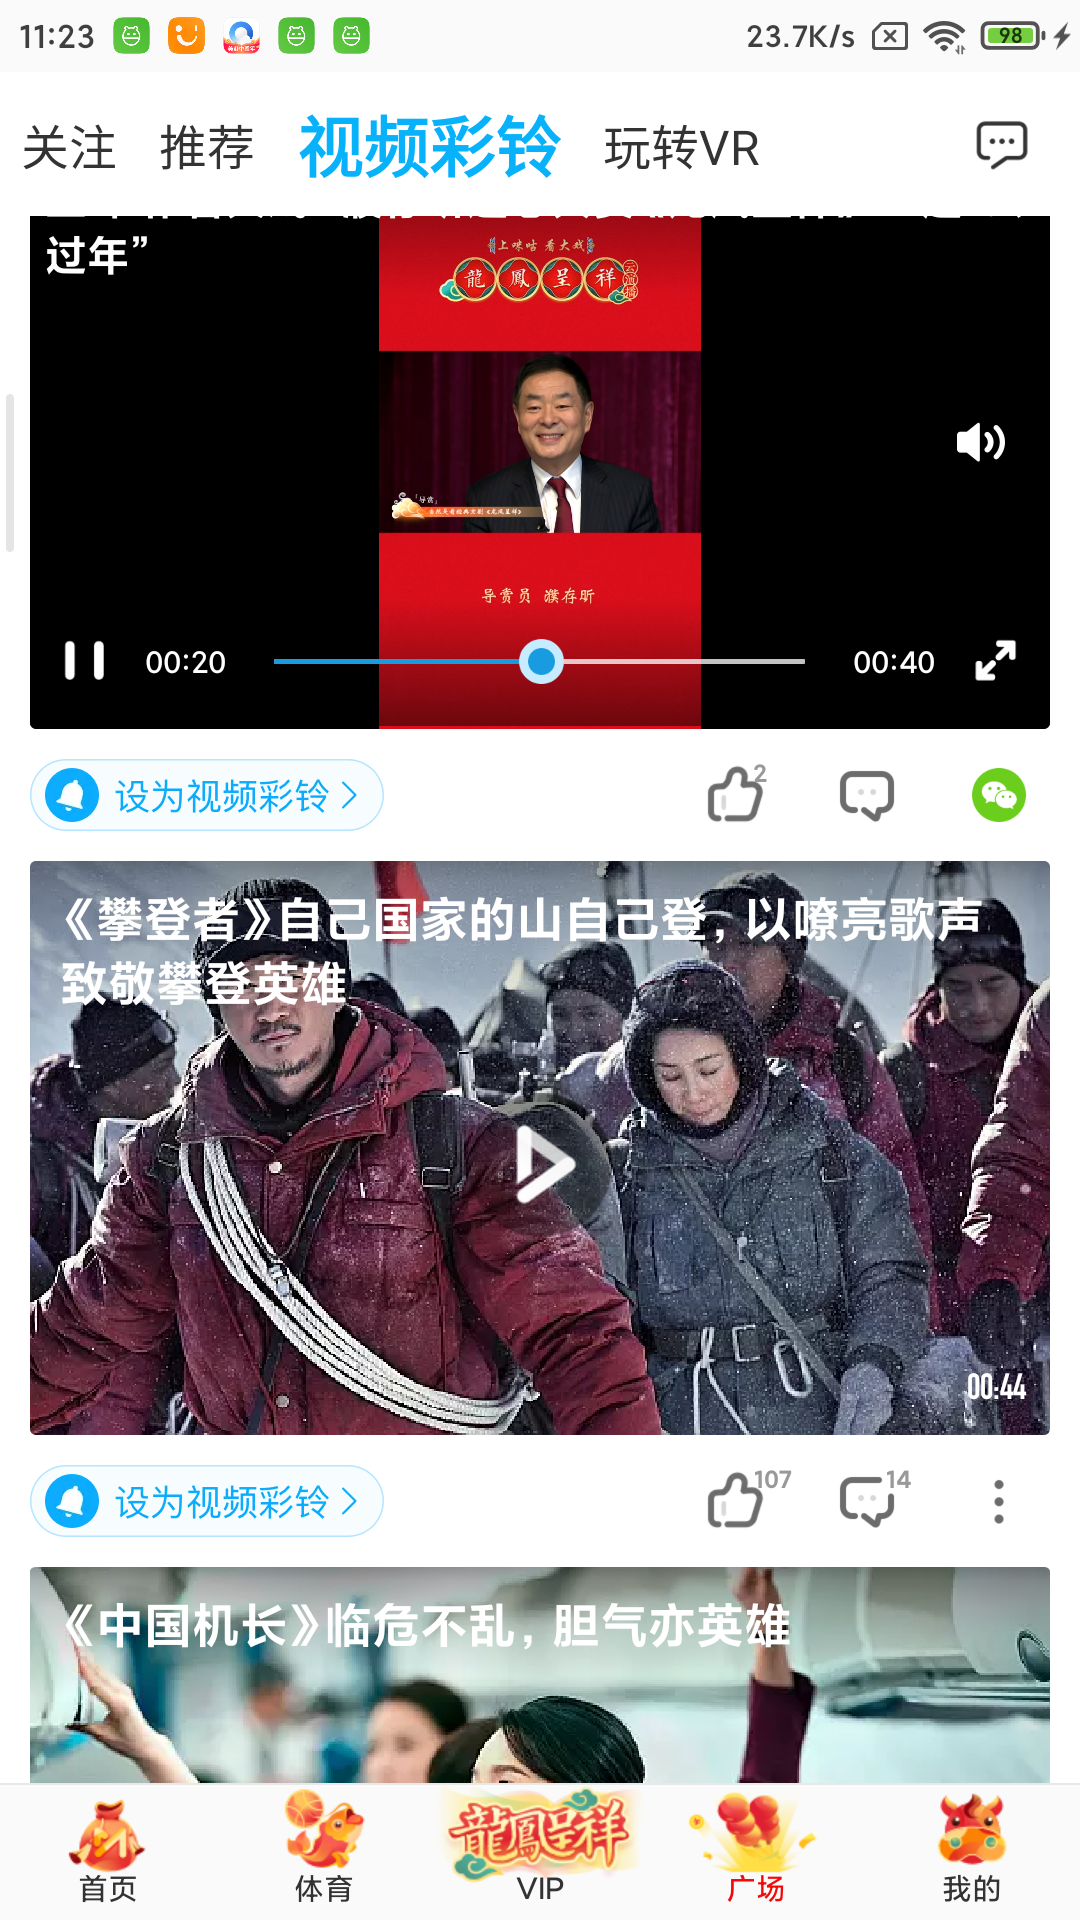 11:23
23.7K/s
98
关注 推荐 视频彩铃 玩转VR
过年”
上咪咕 看大戏
龍鳳呈祥
云直播
「导赏」
导赏员 濮存昕
00:20
00:40
设为视频彩铃
2
《攀登者》自己国家的山自己登，以嘹亮歌声
致敬攀登英雄
00:44
设为视频彩铃
107
14
《中国机长》临危不乱，胆气亦英雄
龍鳳呈祥
首页 体育 VIP 广场 我的